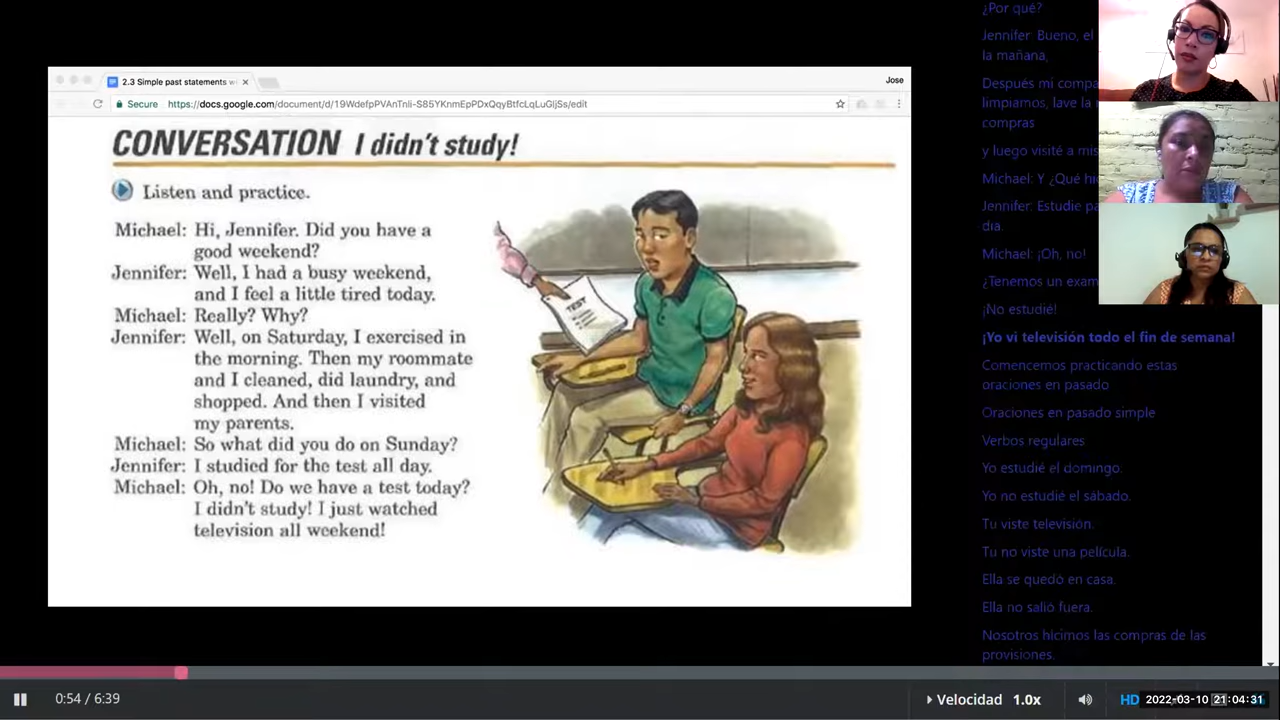 2.3 Simple past statements
Jose
Secure
https://docs.google.com/document/d/19WdefpPVAnTnli-S85YKnmEpPDxQqyBtfcLqLuGljSs/edit
CONVERSATION I didn't study!
Listen and practice.
Michael: Hi, Jennifer. Did you have a
good weekend?
Jennifer: Well, I had a busy weekend,
and I feel a little tired today.
Michael: Really? Why?
Jennifer: Well, on Saturday, I exercised in
the morning. Then my roommate
and I cleaned, did laundry, and
shopped. And then I visited
my parents.
Michael: So what did you do on Sunday?
Jennifer: I studied for the test all day.
Michael: Oh, no! Do we have a test today?
I didn't study! I just watched
television all weekend!
TEST
¿Por qué?
Jennifer: Bueno, el
la mañana,
Después mi
limpiamos, lave la
compras
y luego visité a
Michael: Y ¿Qué
Jennifer: Estudie
día.
Michael: ¡Oh, no!
¿Tenemos un
¡No estudié!
¡Yo vi televisión todo el fin de semana!
Comencemos practicando estas
oraciones en pasado
Oraciones en pasado simple
Verbos regulares
Yo estudié el domingo.
Yo no estudié el sábado.
Tu viste televisión.
Tu no viste una película.
Ella se quedó en casa.
Ella no salió fuera.
Nosotros hicimos las compras de las
provisiones.
0:54 / 6:39
Velocidad 1.0x
HD
2022-03-10 21:04:31